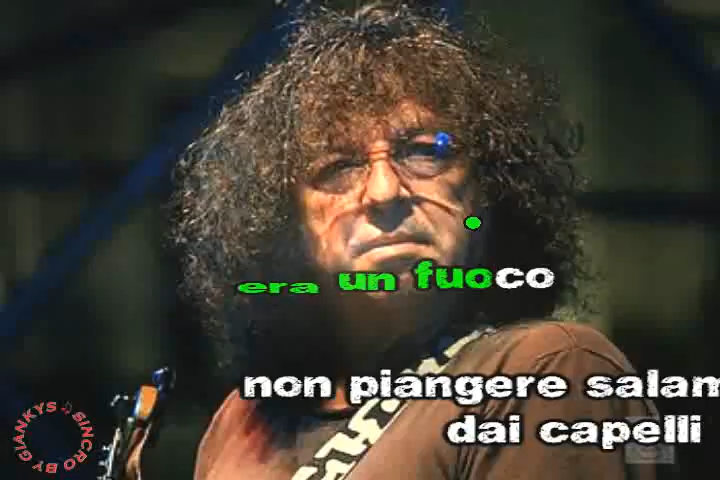 era un fuoco
non piangere salam
dai capelli
GIANKYS SINCRO BY